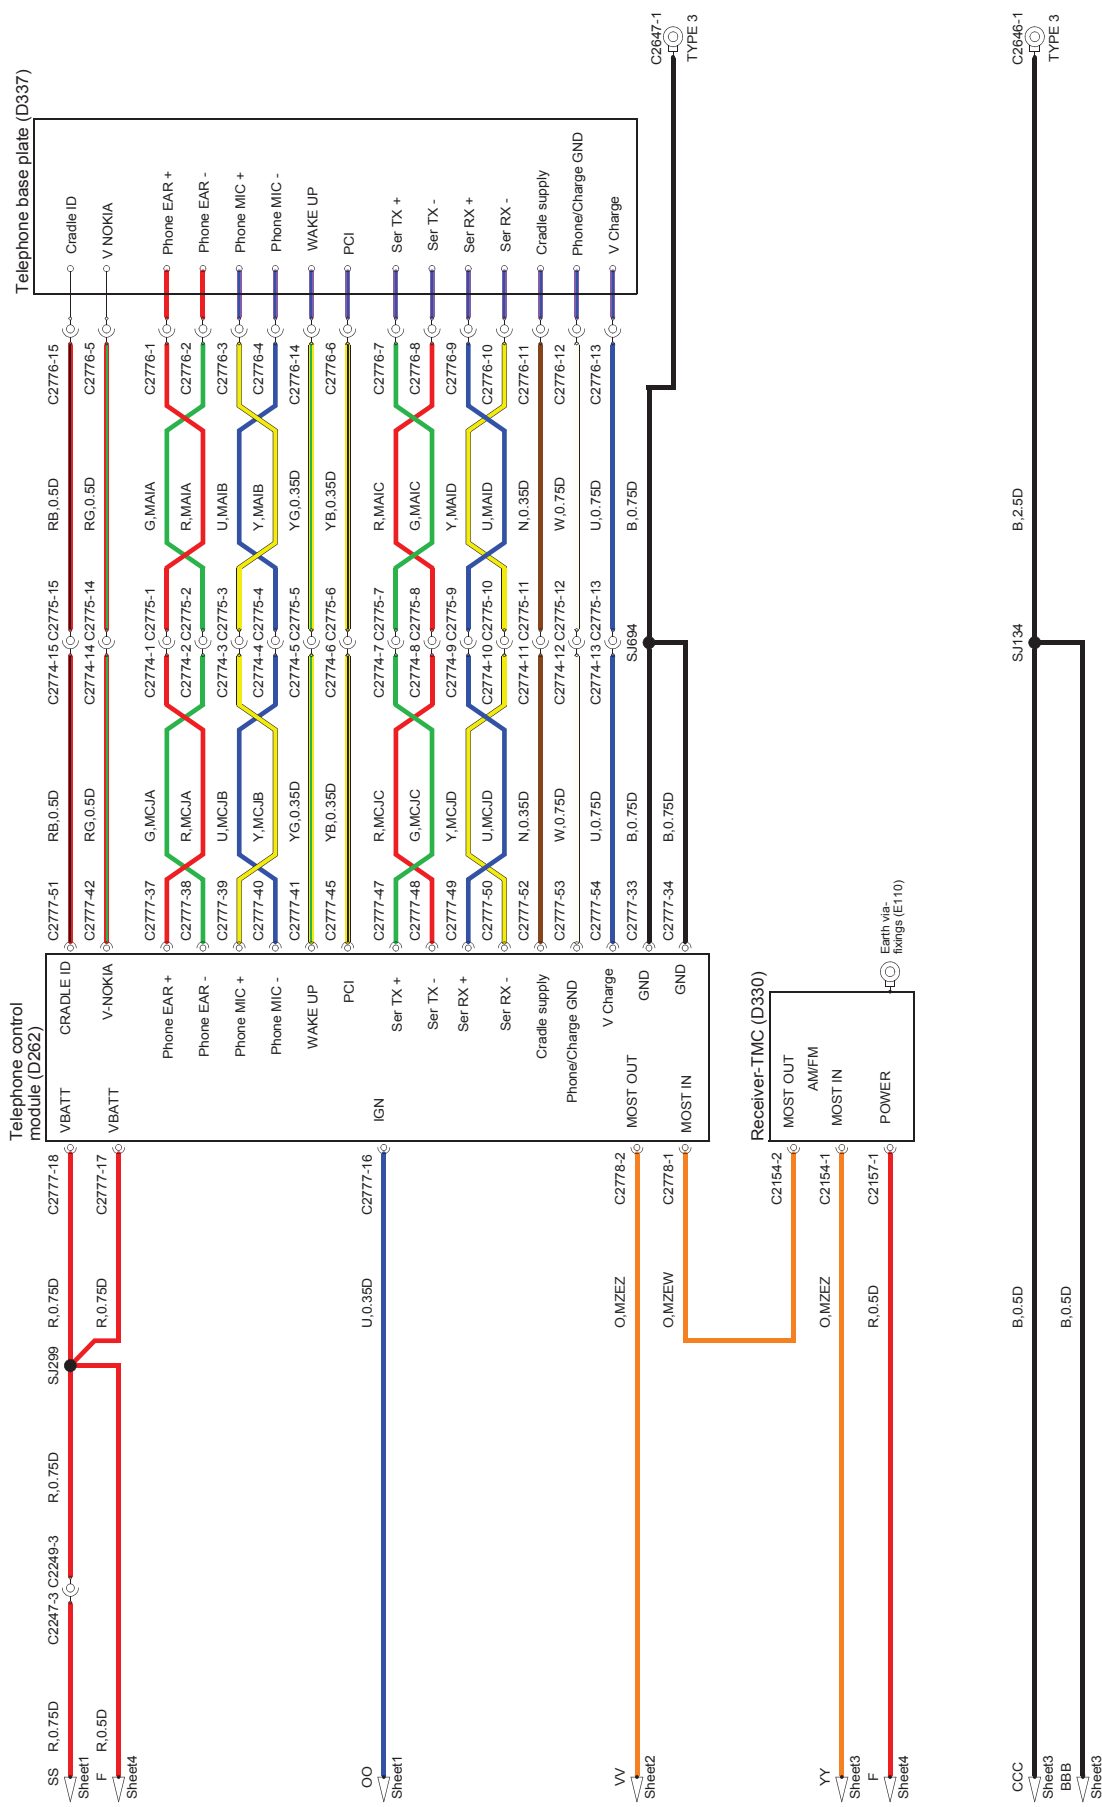 Telephone base plate (D337)
Cradle ID
V NOKIA
Phone EAR +
Phone EAR -
Phone MIC +
Phone MIC -
WAKE UP
PCI
Ser TX +
Ser TX -
Ser RX +
Ser RX -
Cradle supply
Phone/Charge GND
V Charge
C2647-1
TYPE 3
C2646-1
TYPE 3
C2776-15
C2776-5
C2776-1
C2776-2
C2776-3
C2776-4
C2776-14
C2776-6
C2776-7
C2776-8
C2776-9
C2776-10
C2776-11
C2776-12
C2776-13
RB,0.5D
RG,0.5D
G,MAIA
R,MAIA
U,MAIB
Y,MAIB
YG,0.35D
YB,0.35D
R,MAIC
G,MAIC
Y,MAID
U,MAID
N,0.35D
W,0.75D
U,0.75D
B,0.75D
B,2.5D
C2774-15 C2775-15
C2774-14 C2775-14
C2774-1 C2775-1
C2774-2 C2775-2
C2774-3 C2775-3
C2774-4 C2775-4
C2774-5 C2775-5
C2774-6 C2775-6
C2774-7 C2775-7
C2774-8 C2775-8
C2774-9 C2775-9
C2774-10 C2775-10
C2774-11 C2775-11
C2774-12 C2775-12
C2774-13 C2775-13
SJ694
SJ134
RB,0.5D
RG,0.5D
G,MCJA
R,MCJA
U,MCJB
Y,MCJB
YG,0.35D
YB,0.35D
R,MCJC
G,MCJC
Y,MCJD
U,MCJD
N,0.35D
W,0.75D
U,0.75D
B,0.75D
B,0.75D
C2777-51
C2777-42
C2777-37
C2777-38
C2777-39
C2777-40
C2777-41
C2777-45
C2777-47
C2777-48
C2777-49
C2777-50
C2777-52
C2777-53
C2777-54
C2777-33
C2777-34
Earth via-
fixings (E110)
Telephone control
module (D262)
CRADLE ID
V-NOKIA
Phone EAR +
Phone EAR -
Phone MIC +
Phone MIC -
WAKE UP
PCI
Ser TX +
Ser TX -
Ser RX +
Ser RX -
Cradle supply
Phone/Charge GND
V Charge
GND
GND
VBATT
VBATT
IGN
MOST OUT
MOST IN
Receiver-TMC (D330)
MOST OUT
AM/FM
MOST IN
POWER
C2777-18
C2777-17
C2777-16
C2778-2
C2778-1
C2154-2
C2154-1
C2157-1
R,0.75D
R,0.75D
U,0.35D
O,MZEZ
O,MZEW
O,MZEZ
R,0.5D
B,0.5D
B,0.5D
SJ299
R,0.75D
C2247-3 C2249-3
R,0.75D
R,0.5D
SS
Sheet1
F
Sheet4
OO
Sheet1
VV
Sheet2
YY
Sheet3
F
Sheet4
CCC
Sheet3
BBB
Sheet3